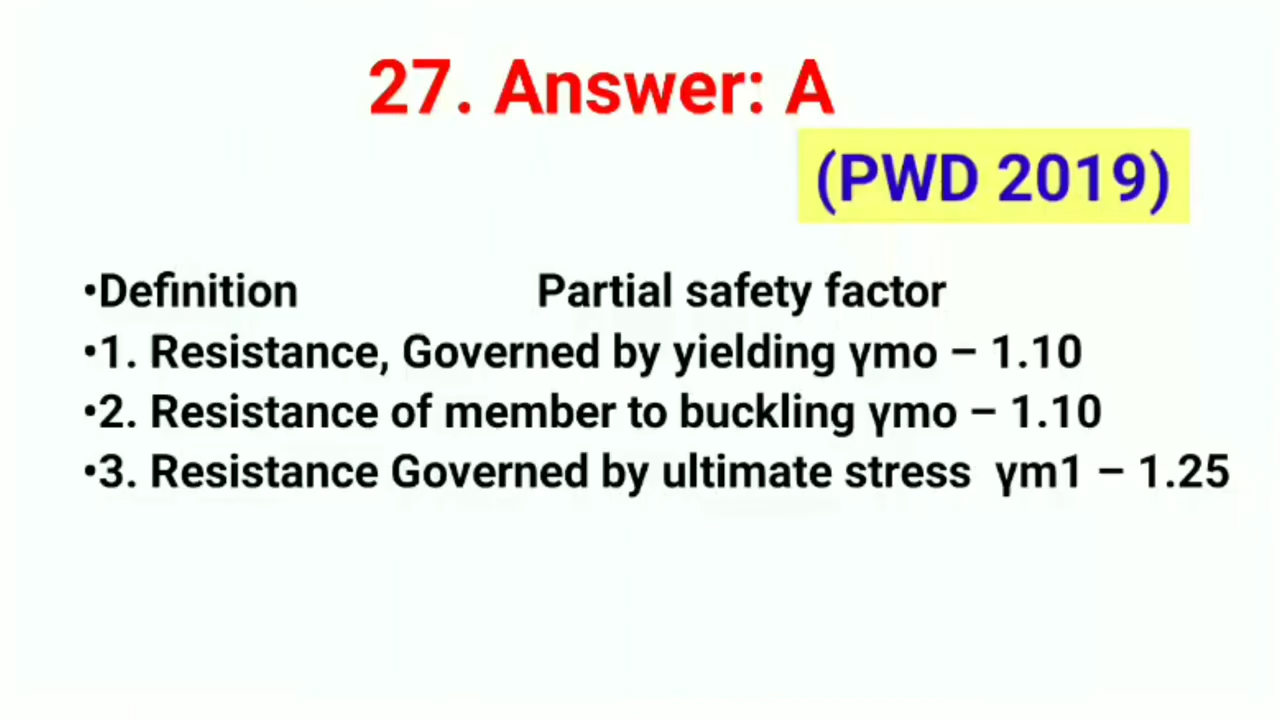 27. Answer: A
(PWD 2019)
•Definition Partial safety factor
•1. Resistance, Governed by yielding γmo – 1.10
•2. Resistance of member to buckling γmo – 1.10
•3. Resistance Governed by ultimate stress γm1 – 1.25